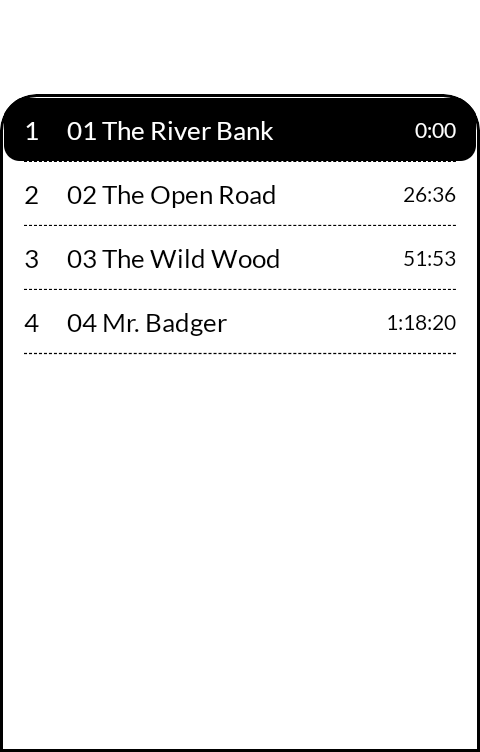 1 01 The River Bank 0:00
2 02 The Open Road 26:36
3 03 The Wild Wood 51:53
4 04 Mr. Badger 1:18:20